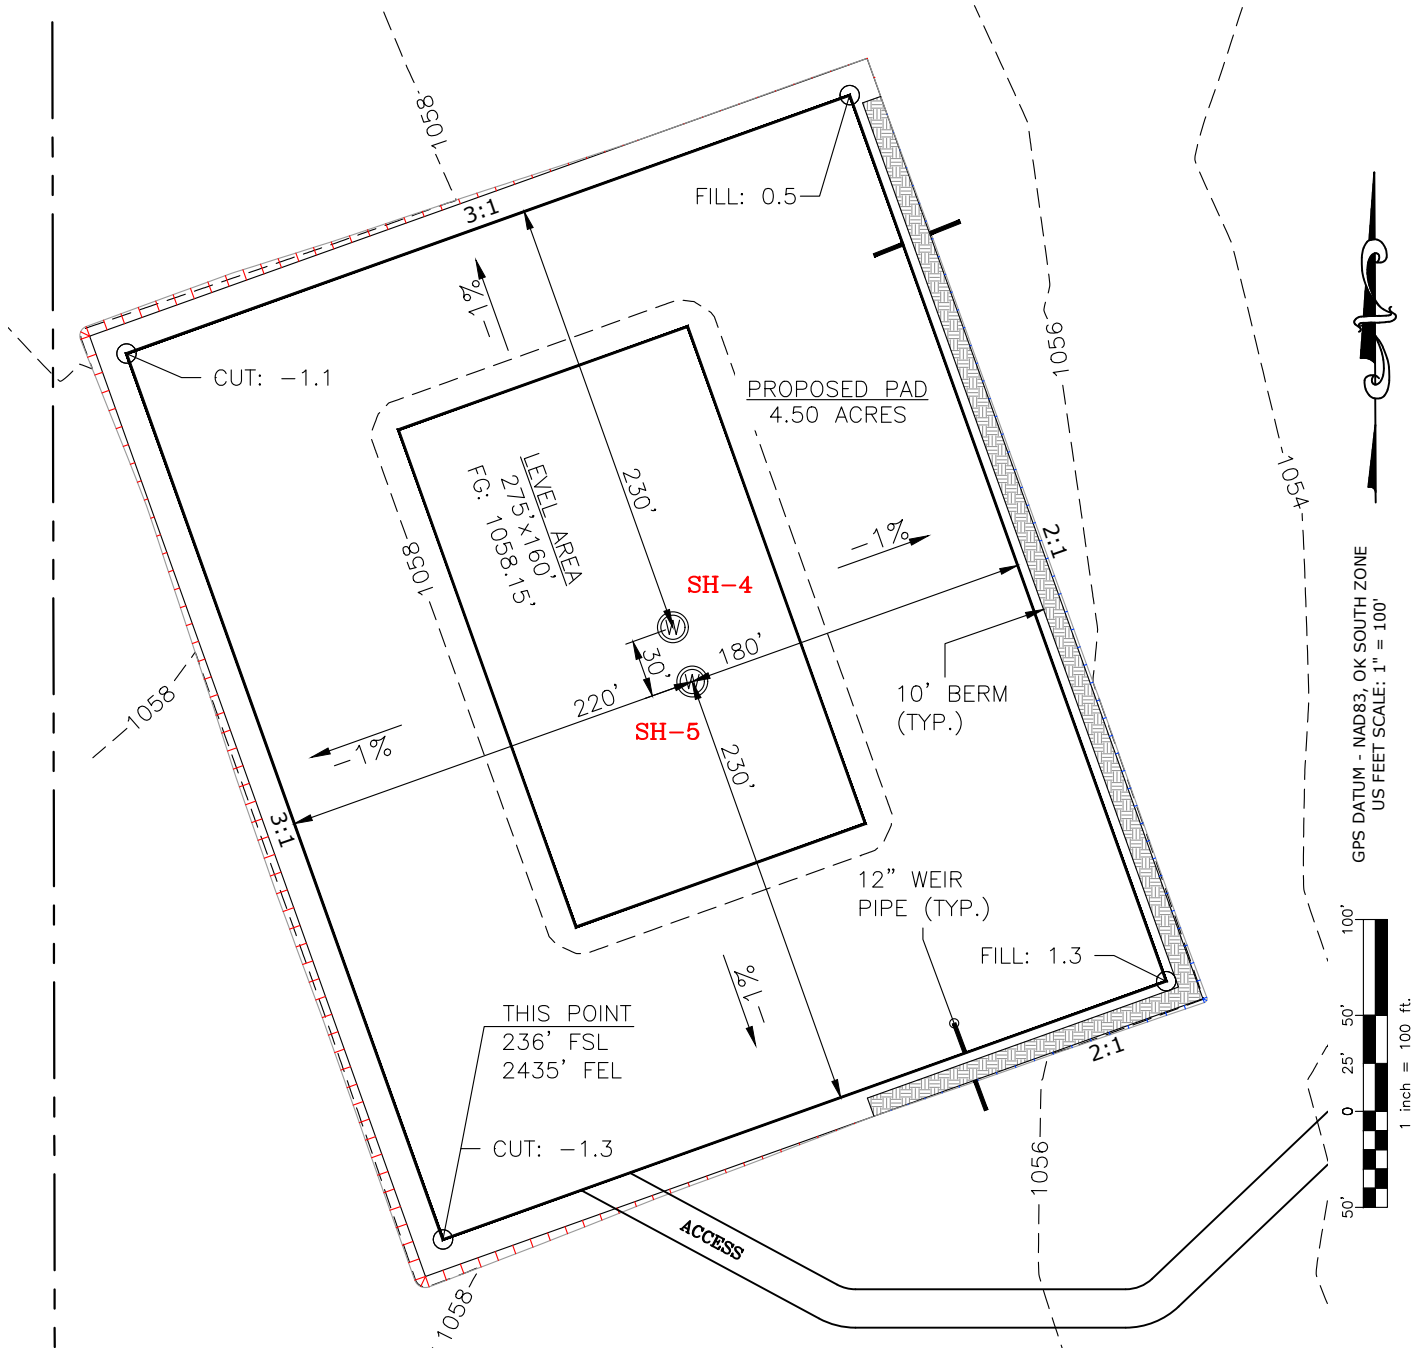 1058
3:1
FILL: 0.5
-1%
CUT: -1.1
PROPOSED PAD
4.50 ACRES
1056
1054
LEVEL AREA
275'x160'
FG: 1058.15'
230'
-1%
2:1
1058
SH-4
W
30'
180'
W
220'
SH-5
10' BERM
(TYP.)
1058
-1%
230'
3:1
12" WEIR
PIPE (TYP.)
FILL: 1.3
-1%
THIS POINT
236' FSL
2435' FEL
2:1
CUT: -1.3
1056
ACCESS
1058
GPS DATUM - NAD83, OK SOUTH ZONE
US FEET SCALE: 1" = 100'
100'
50'
25'
0
50'
1 inch = 100 ft.